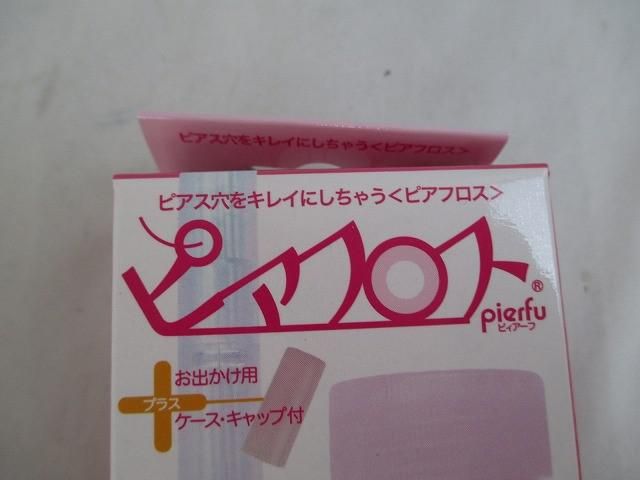 ピアス穴をキレイにしちゃう<ピアフロス>
ピアス穴をキレイにしちゃう<ピアフロス>
ピアフロス®
pierfu
ピィアーフ
プラス
お出かけ用
ケース・キャップ付